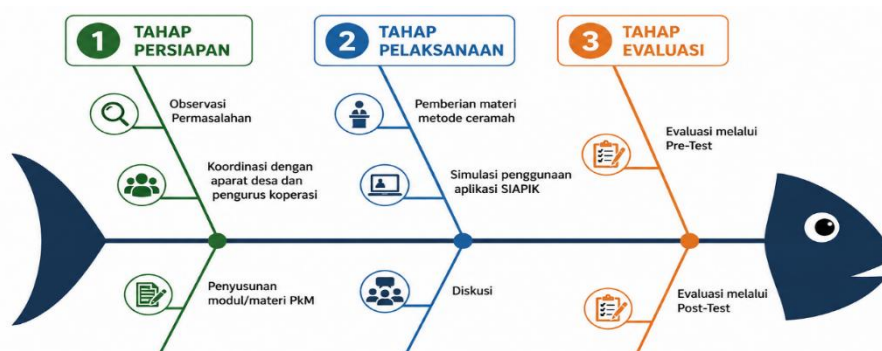 1 TAHAP
PERSIAPAN
Observasi
Permasalahan
Koordinasi dengan
aparat desa dan
pengurus koperasi
Penyusunan
modul/materi PkM
2 TAHAP
PELAKSANAAN
Pemberian materi
metode ceramah
Simulasi penggunaan
aplikasi SIAPIK
Diskusi
3 TAHAP
EVALUASI
Evaluasi melalui
Pre-Test
Evaluasi melalui
Post-Test